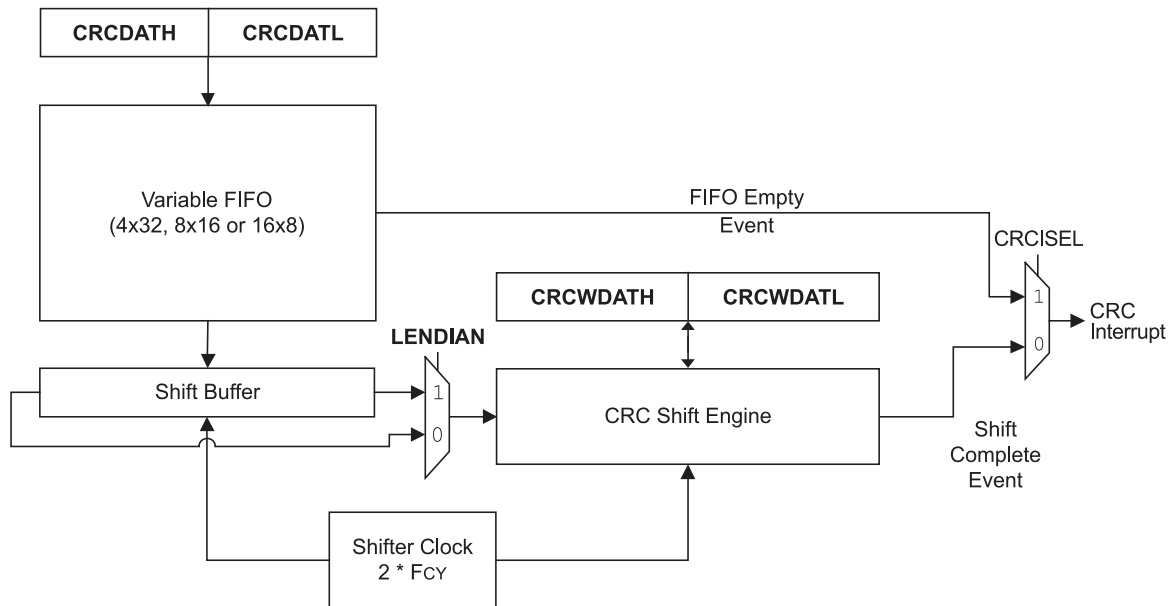 CRCDATH CRCDATL
Variable FIFO
(4x32, 8x16 or 16x8)
FIFO Empty
Event
CRCISEL
1
0
CRC
Interrupt
CRCWDATH CRCWDATL
LENDIAN
1
0
Shift Buffer
CRC Shift Engine
Shift
Complete
Event
Shifter Clock
2 * FCY